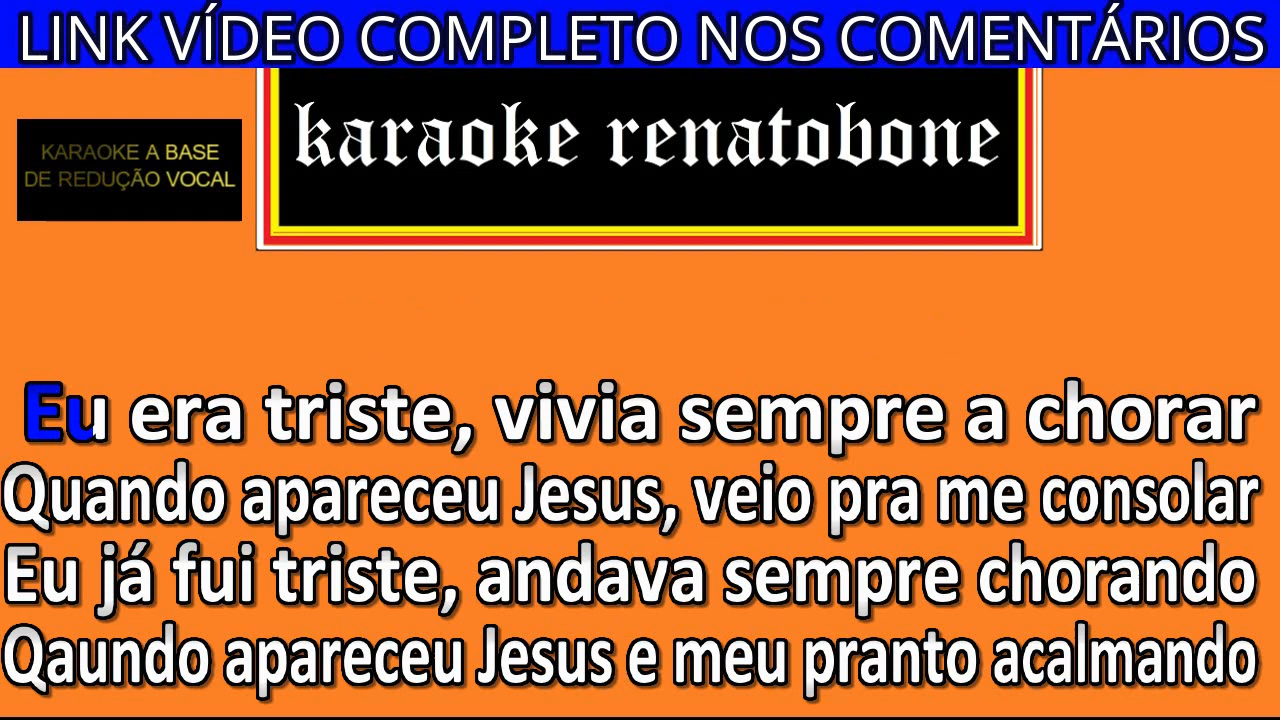 LINK VÍDEO COMPLETO NOS COMENTÁRIOS
karaoke renatobone
KARAOKE A BASE
DE REDUÇÃO VOCAL
Eu era triste, vivia sempre a chorar
Quando apareceu Jesus, veio pra me consolar
Eu já fui triste, andava sempre chorando
Qaundo apareceu Jesus e meu pranto acalmando